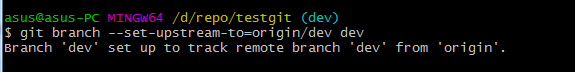 asus@asus-PC MINGW64 /d/repo/testgit (dev)
$ git branch --set-upstream-to=origin/dev dev
Branch 'dev' set up to track remote branch 'dev' from 'origin'.